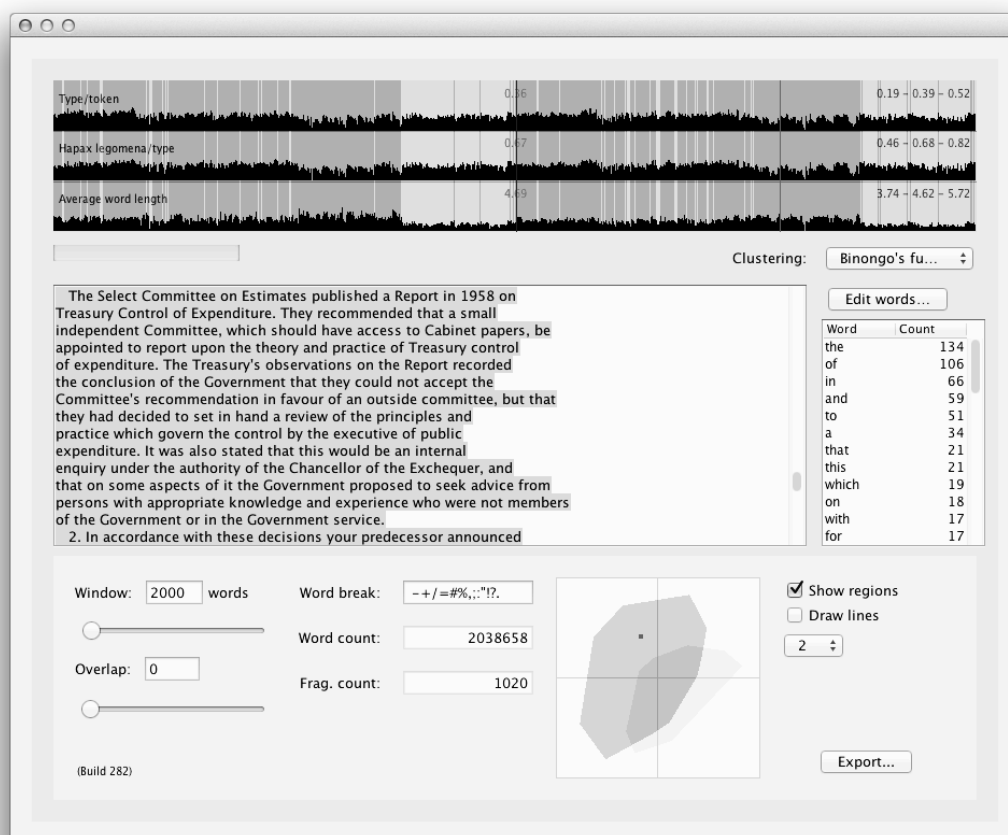 Type/token 0.36 0.19 – 0.39 – 0.52
Hapax legomena/type 0.67 0.46 – 0.68 – 0.82
Average word length 4.69 3.74 – 4.62 – 5.72
Clustering: Binongo's fu...
The Select Committee on Estimates published a Report in 1958 on
Treasury Control of Expenditure. They recommended that a small
independent Committee, which should have access to Cabinet papers, be
appointed to report upon the theory and practice of Treasury control
of expenditure. The Treasury's observations on the Report recorded
the conclusion of the Government that they could not accept the
Committee's recommendation in favour of an outside committee, but that
they had decided to set in hand a review of the principles and
practice which govern the control by the executive of public
expenditure. It was also stated that this would be an internal
enquiry under the authority of the Chancellor of the Exchequer, and
that on some aspects of it the Government proposed to seek advice from
persons with appropriate knowledge and experience who were not members
of the Government or in the Government service.
2. In accordance with these decisions your predecessor announced
Edit words...
Word Count
the 134
of 106
in 66
and 59
to 51
a 34
that 21
this 21
which 19
on 18
with 17
for 17
Window: 2000 words
Overlap: 0
(Build 282)
Word break: -+/=#%,;:"!?.
Word count: 2038658
Frag. count: 1020
Show regions
Draw lines
2
Export...